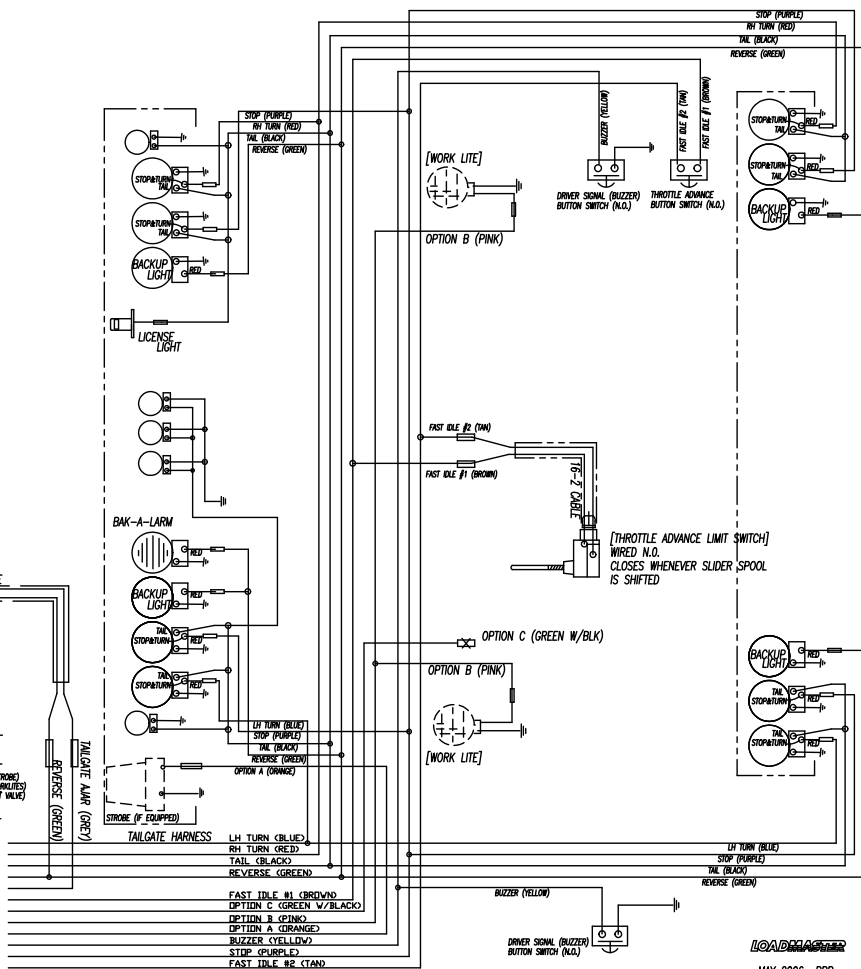 STOP (PURPLE)
RH TURN (RED)
TAIL (BLACK)
REVERSE (GREEN)
STOP (PURPLE)
RH TURN (RED)
TAIL (BLACK)
REVERSE (GREEN)
BUZZER (YELLOW)
FAST IDLE #2 (TAN)
FAST IDLE #1 (BROWN)
STOP&TURN
TAIL
RED
STOP&TURN
TAIL
BACKUP
LIGHT
RED
[WORK LITE]
OPTION B (PINK)
DRIVER SIGNAL (BUZZER)
BUTTON SWITCH (N.O.)
THROTTLE ADVANCE
BUTTON SWITCH (N.O.)
STOP&TURN
TAIL
STOP&TURN
TAIL
BACKUP
LIGHT
RED
LICENSE
LIGHT
FAST IDLE #2 (TAN)
FAST IDLE #1 (BROWN)
16-2 CABLE
[THROTTLE ADVANCE LIMIT SWITCH]
WIRED N.O.
CLOSES WHENEVER SLIDER SPOOL
IS SHIFTED
BAK-A-LARM
RED
BACKUP
LIGHT
RED
TAIL
STOP&TURN
TAIL
STOP&TURN
RED
OPTION C (GREEN W/BLK)
OPTION B (PINK)
[WORK LITE]
BACKUP
LIGHT
RED
TAIL
STOP&TURN
TAIL
STOP&TURN
RED
LH TURN (BLUE)
STOP (PURPLE)
TAIL (BLACK)
REVERSE (GREEN)
OPTION A (ORANGE)
TROBE)
RKLITES)
T VALVE)
REVERSE (GREEN)
TAILGATE AJAR (GREY)
STROBE (IF EQUIPPED)
TAILGATE HARNESS
LH TURN (BLUE)
RH TURN (RED)
TAIL (BLACK)
REVERSE (GREEN)
FAST IDLE #1 (BROWN)
OPTION C (GREEN W/BLACK)
OPTION B (PINK)
OPTION A (ORANGE)
BUZZER (YELLOW)
STOP (PURPLE)
FAST IDLE #2 (TAN)
LH TURN (BLUE)
STOP (PURPLE)
TAIL (BLACK)
REVERSE (GREEN)
BUZZER (YELLOW)
DRIVER SIGNAL (BUZZER)
BUTTON SWITCH (N.O.)
LOADMASTER